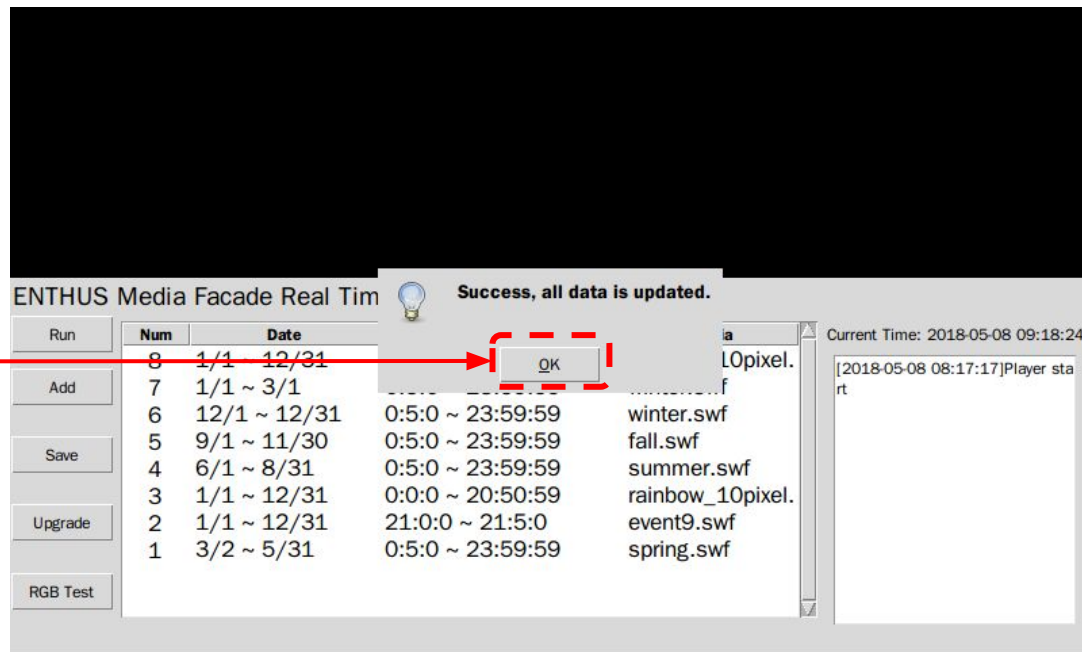 ENTHUS Media Facade Real Tim
Success, all data is updated.
OK
Run
Add
Save
Upgrade
RGB Test
Num Date
8 1/1 ~ 12/31 10pixel.
7 1/1 ~ 3/1
6 12/1 ~ 12/31 0:5:0 ~ 23:59:59 winter.swf
5 9/1 ~ 11/30 0:5:0 ~ 23:59:59 fall.swf
4 6/1 ~ 8/31 0:5:0 ~ 23:59:59 summer.swf
3 1/1 ~ 12/31 0:0:0 ~ 20:50:59 rainbow_10pixel.
2 1/1 ~ 12/31 21:0:0 ~ 21:5:0 event9.swf
1 3/2 ~ 5/31 0:5:0 ~ 23:59:59 spring.swf
Current Time: 2018-05-08 09:18:24
[2018-05-08 08:17:17]Player sta
rt